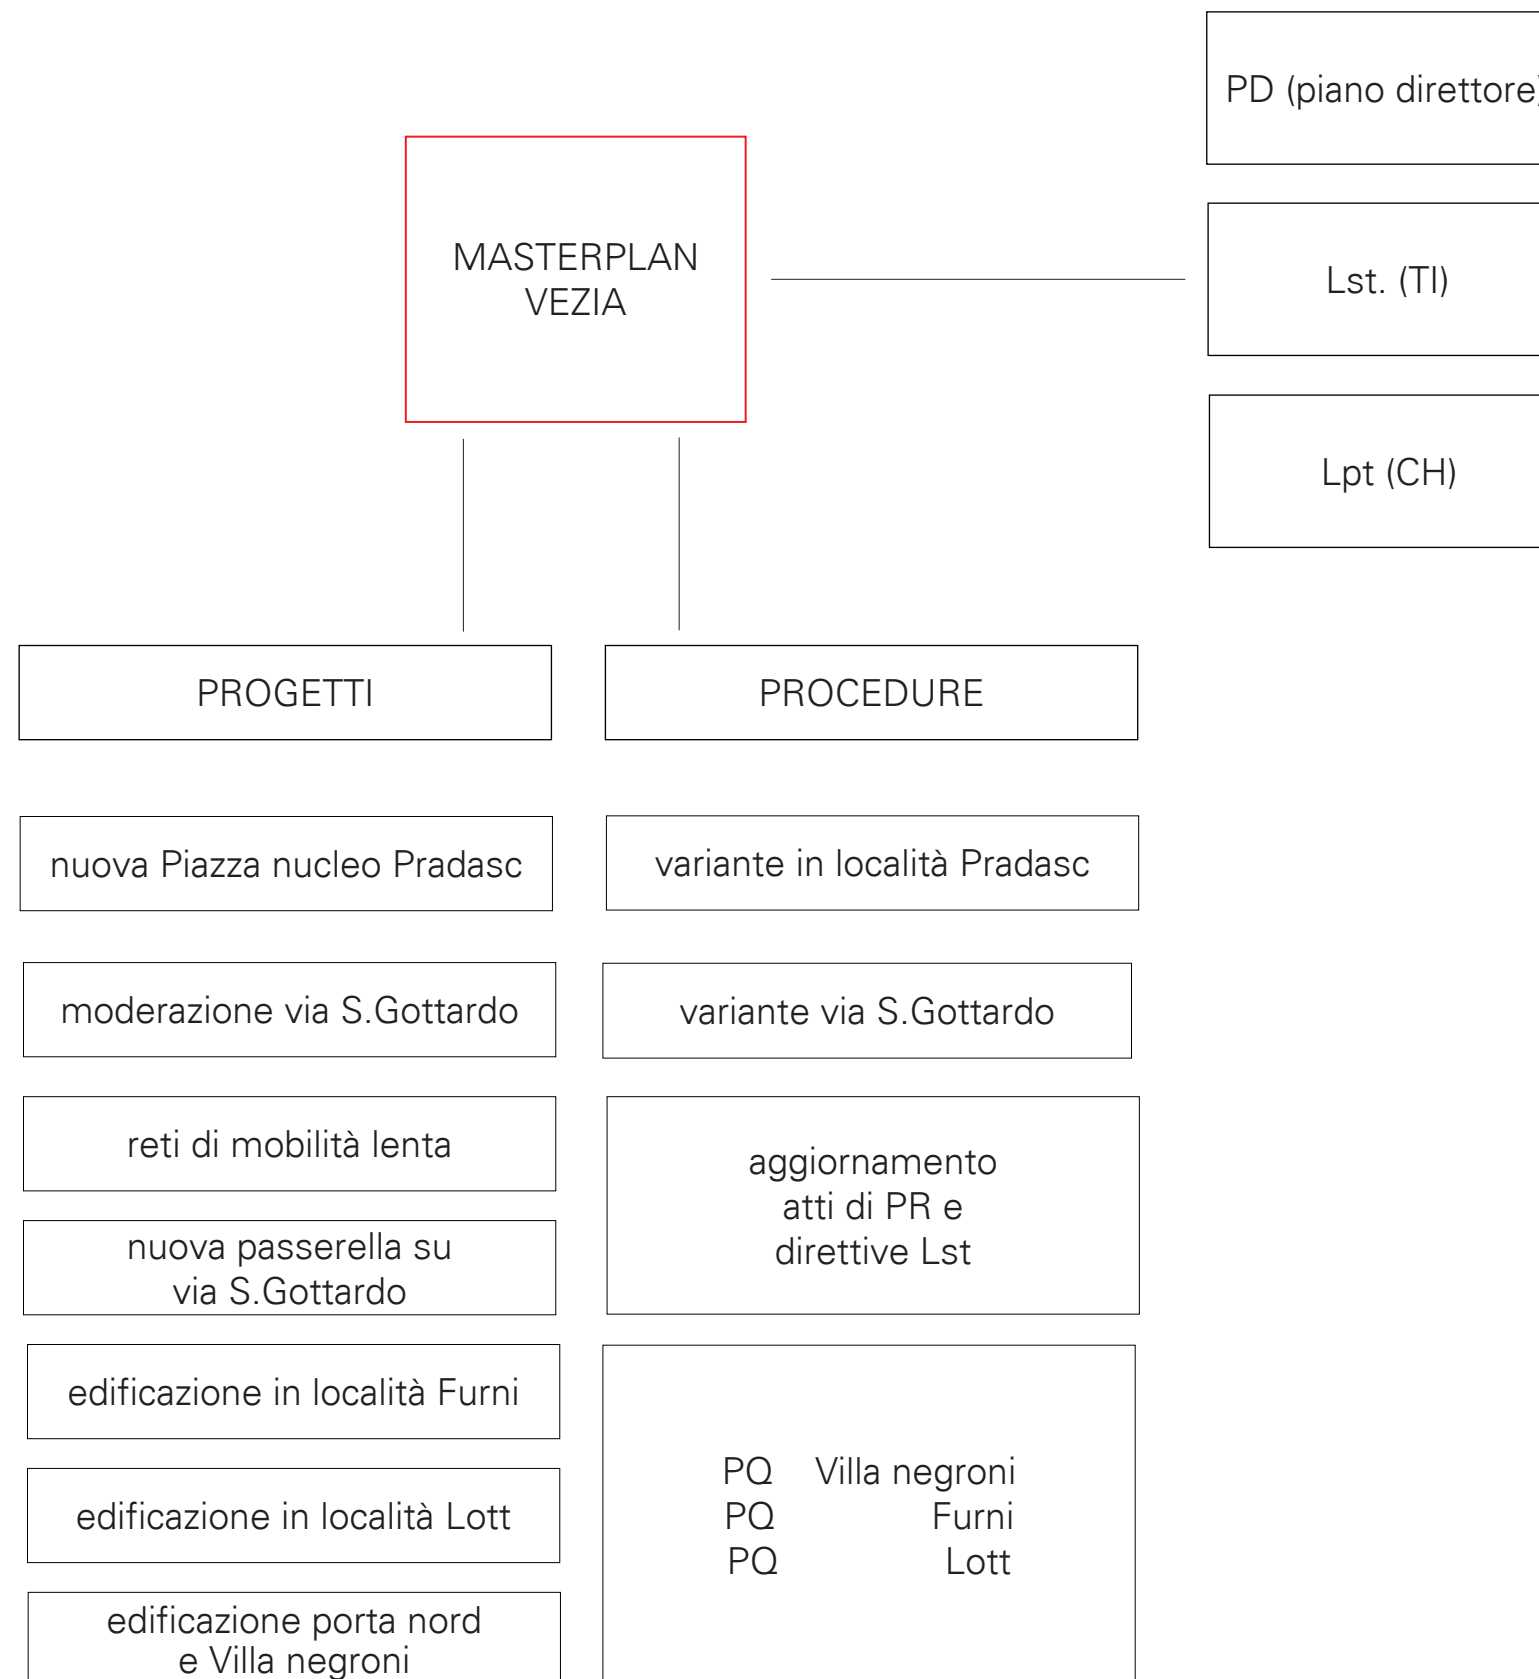 PD (piano direttore)
MASTERPLAN
VEZIA
Lst. (TI)
Lpt (CH)
PROGETTI
PROCEDURE
nuova Piazza nucleo Pradasc
variante in località Pradasc
moderazione via S.Gottardo
variante via S.Gottardo
reti di mobilità lenta
aggiornamento
atti di PR e
direttive Lst
nuova passerella su
via S.Gottardo
edificazione in località Furni
edificazione in località Lott
PQ Villa negroni
PQ Furni
PQ Lott
edificazione porta nord
e Villa negroni